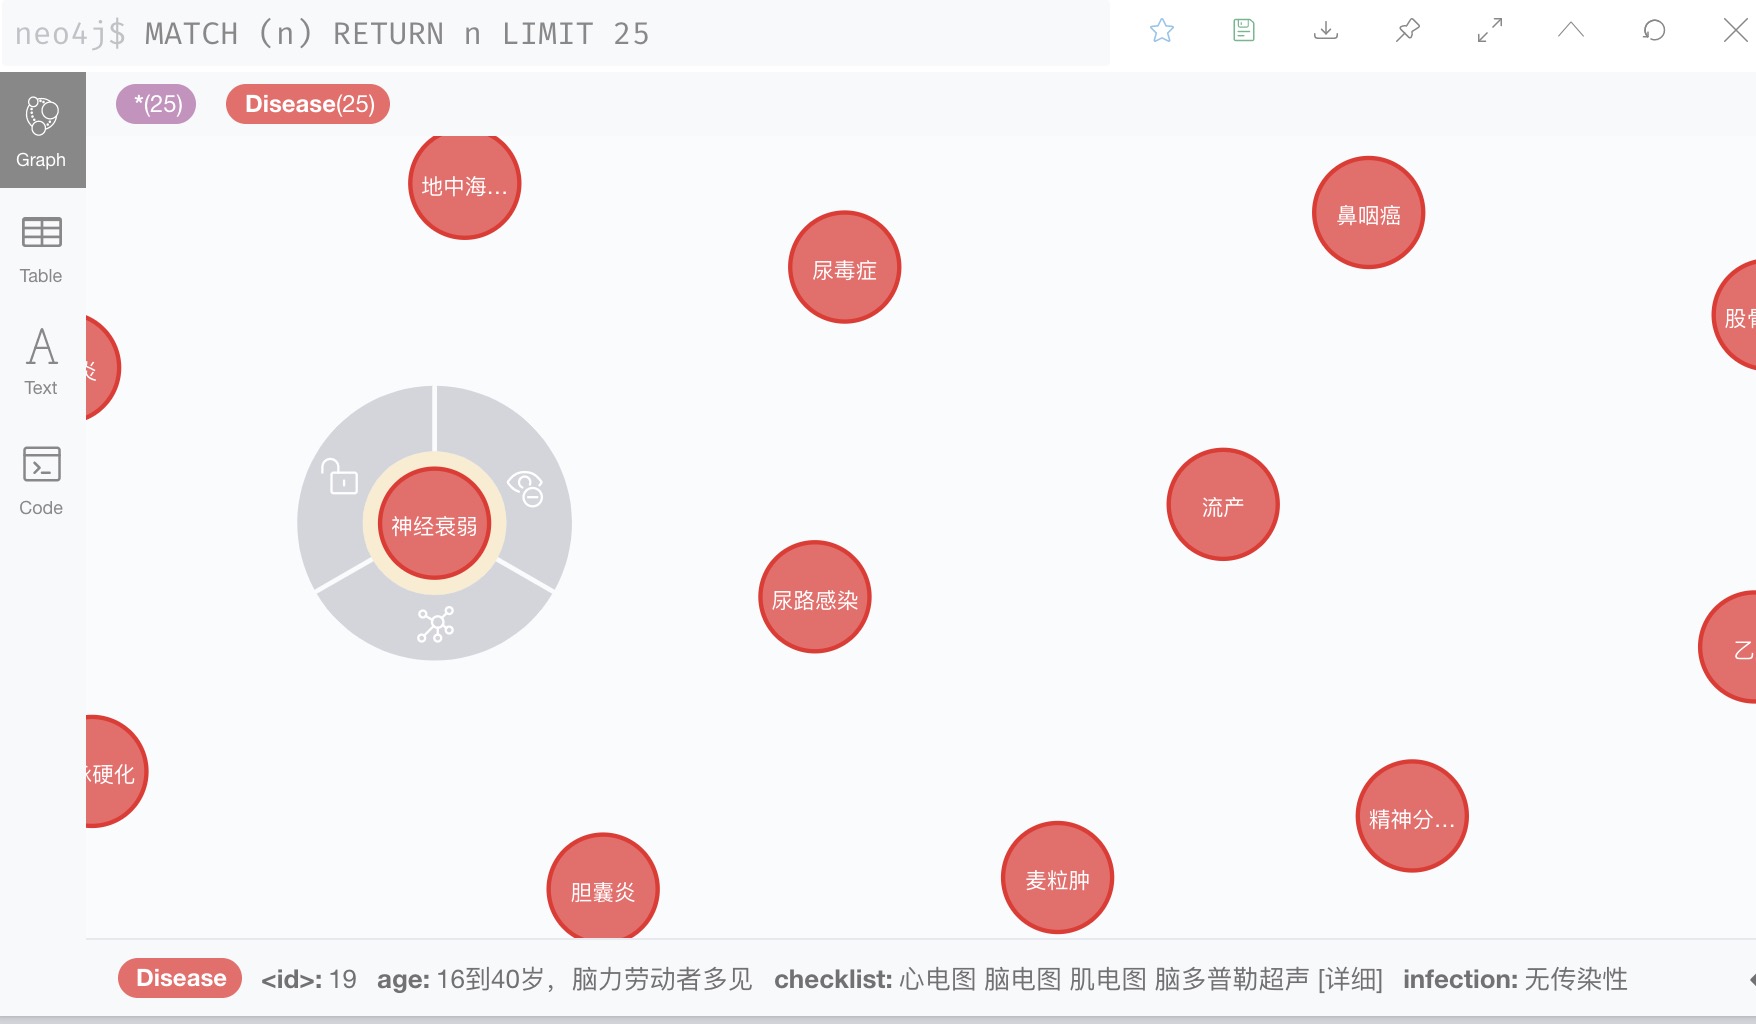 neo4j$ MATCH (n) RETURN n LIMIT 25
*(25) Disease(25)
Graph
Table
Text
Code
地中海...
尿毒症
鼻咽癌
股骨
炎
神经衰弱
流产
尿路感染
乙
硬化
精神分...
胆囊炎
麦粒肿
Disease <id>: 19 age: 16到40岁，脑力劳动者多见 checklist: 心电图 脑电图 肌电图 脑多普勒超声 [详细] infection: 无传染性